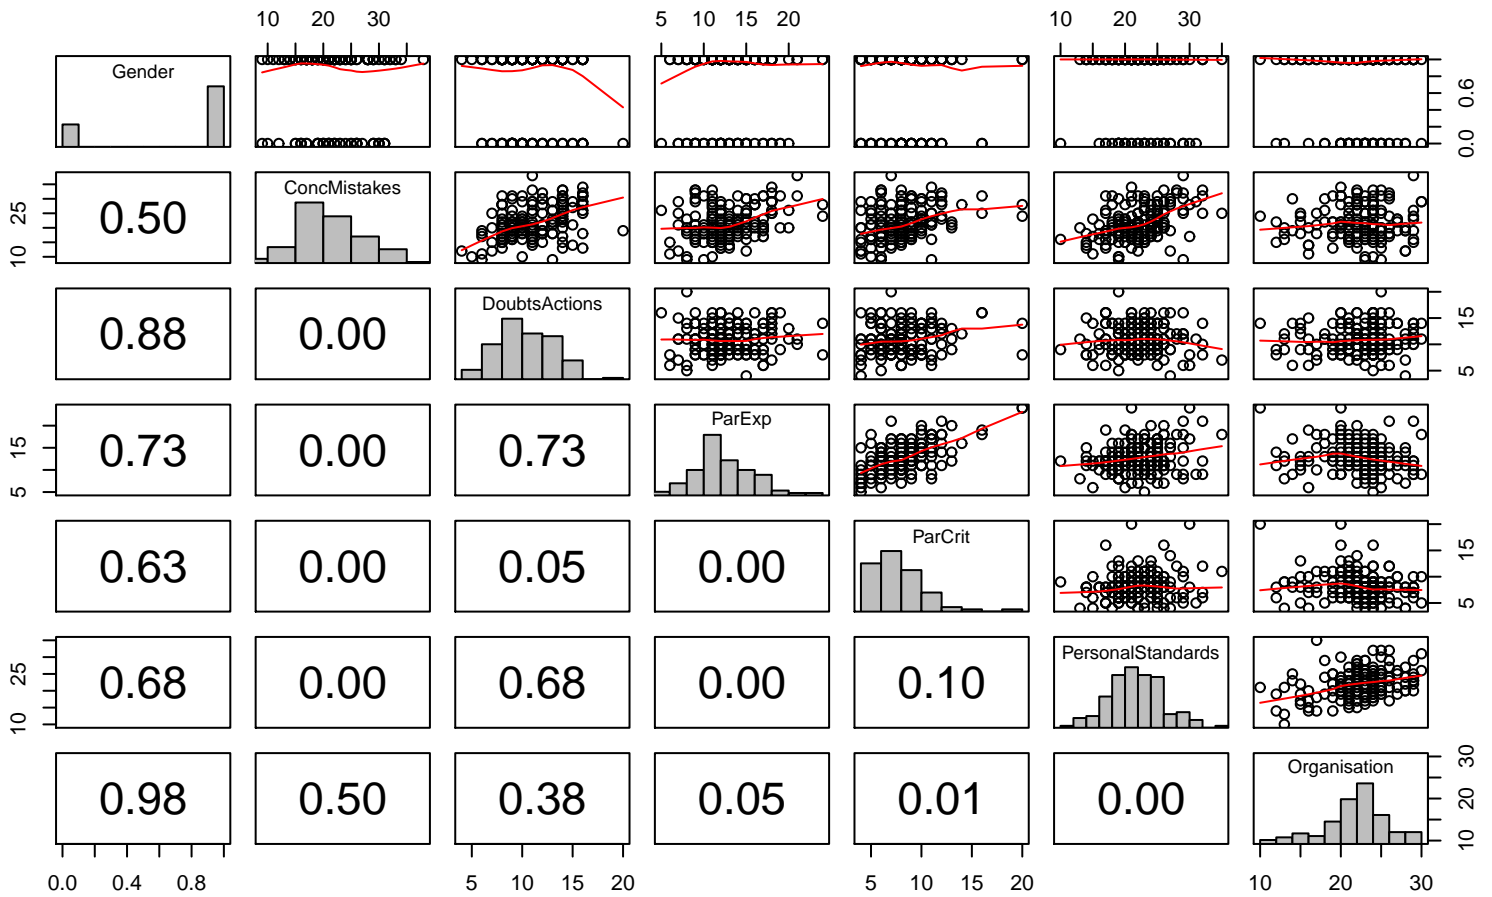 10 20 30 5 10 15 20 10 20 30
Gender
0.0 0.6
10 25
0.50
ConcMistakes
0.88 0.00
DoubtsActions
5 15
5 15
0.73 0.00 0.73
ParExp
0.63 0.00 0.05 0.00
ParCrit
5 15
10 25
0.68 0.00 0.68 0.00 0.10
PersonalStandards
0.98 0.50 0.38 0.05 0.01 0.00
Organisation
10 20 30
0.0 0.4 0.8 5 10 15 20 5 10 15 20 10 20 30